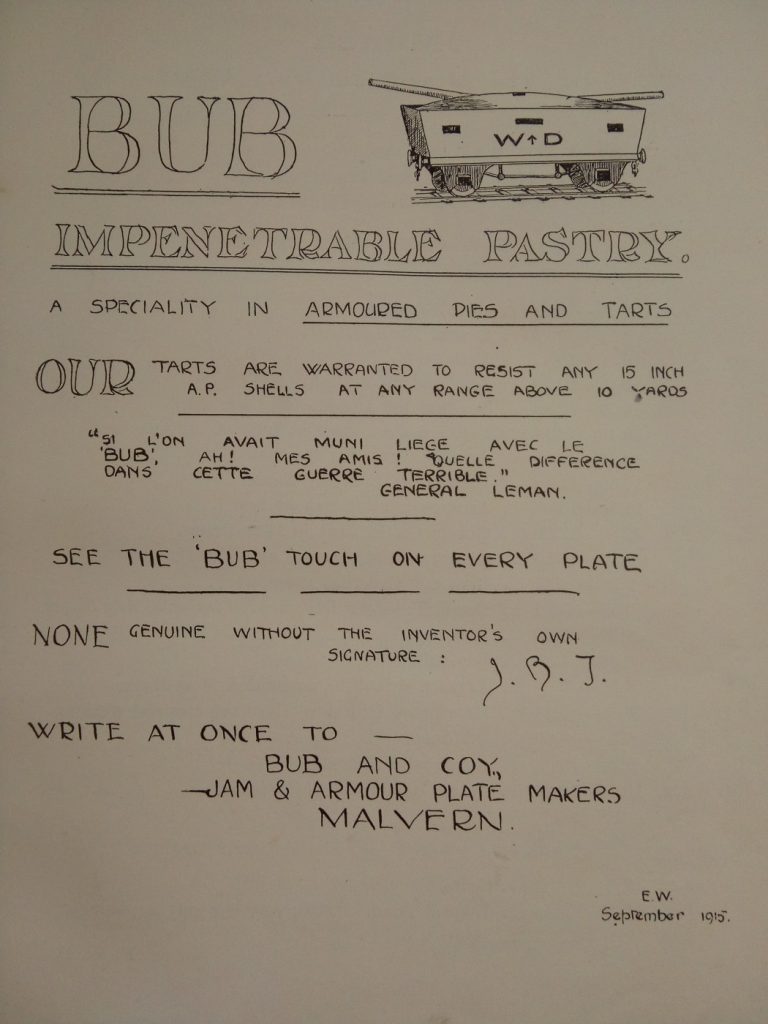 BUB
W↑D
IMPENETRABLE PASTRY.
A SPECIALITY IN ARMOURED PIES AND TARTS
OUR TARTS ARE WARRANTED TO RESIST ANY 15 INCH
A.P. SHELLS AT ANY RANGE ABOVE 10 YARDS
"SI L'ON AVAIT MUNI LIEGE AVEC LE
'BUB', AH! MES AMIS! QUELLE DIFFERENCE
DANS CETTE GUERRE TERRIBLE."
GENERAL LEMAN.
SEE THE 'BUB' TOUCH ON EVERY PLATE
NONE GENUINE WITHOUT THE INVENTOR'S OWN
SIGNATURE : J. B. J.
WRITE AT ONCE TO —
BUB AND COY.,
—JAM & ARMOUR PLATE MAKERS
MALVERN.
E.W.
September 1915.